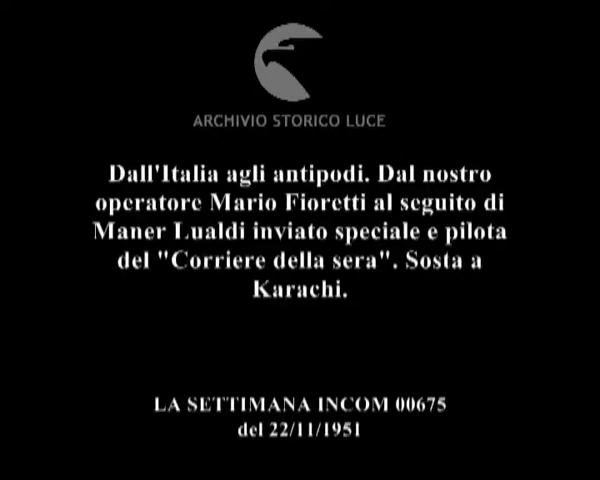 ARCHIVIO STORICO LUCE
Dall'Italia agli antipodi. Dal nostro
operatore Mario Fioretti al seguito di
Maner Lualdi inviato speciale e pilota
del "Corriere della sera". Sosta a
Karachi.
LA SETTIMANA INCOM 00675
del 22/11/1951